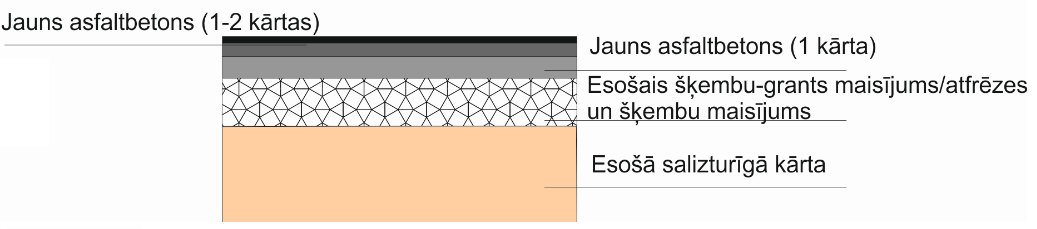 Jauns asfaltbetons (1-2 kārtas)
Jauns asfaltbetons (1 kārta)
Esošais šķembu-grants maisījums/atfrēzes
un šķembu maisījums
Esošā salizturīgā kārta